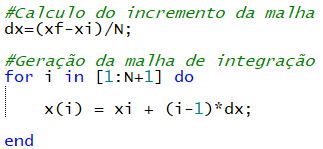 #Calculo do incremento da malha
dx=(xf-xi)/N;
#Geração da malha de integração
for i in [1:N+1] do
x(i) = xi + (i-1)*dx;
end